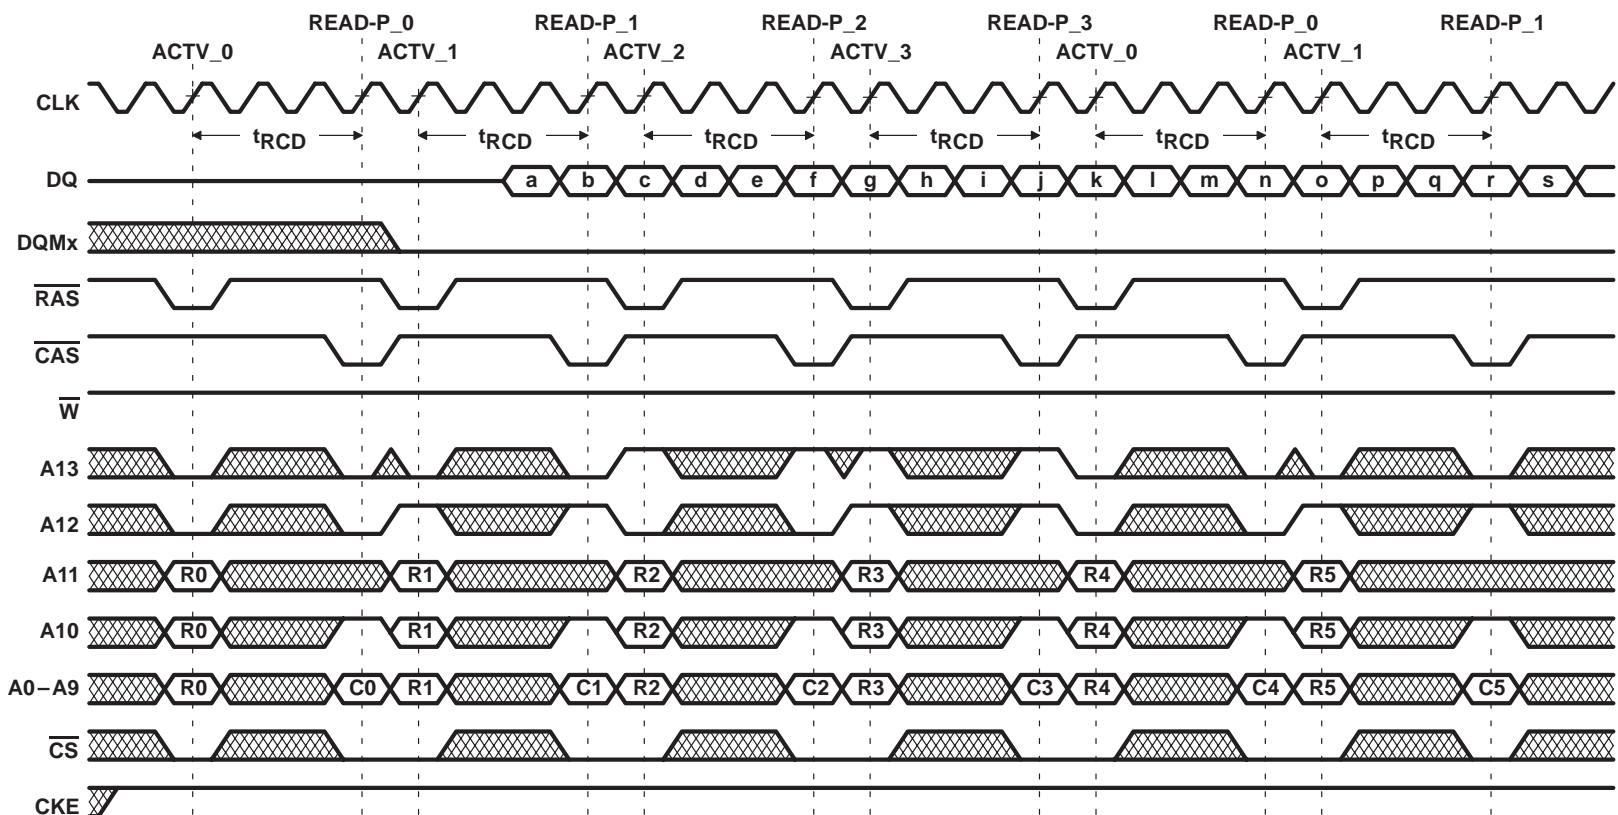 READ-P_0 READ-P_1 READ-P_2 READ-P_3 READ-P_0 READ-P_1
ACTV_0 ACTV_1 ACTV_2 ACTV_3 ACTV_0 ACTV_1
CLK
tRCD tRCD tRCD tRCD tRCD tRCD
DQ a b c d e f g h i j k l m n o p q r s
DQMx
RAS
CAS
W
A13
A12
A11 R0 R1 R2 R3 R4 R5
A10 R0 R1 R2 R3 R4 R5
A0–A9 R0 C0 R1 C1 R2 C2 R3 C3 R4 C4 R5 C5
CS
CKE